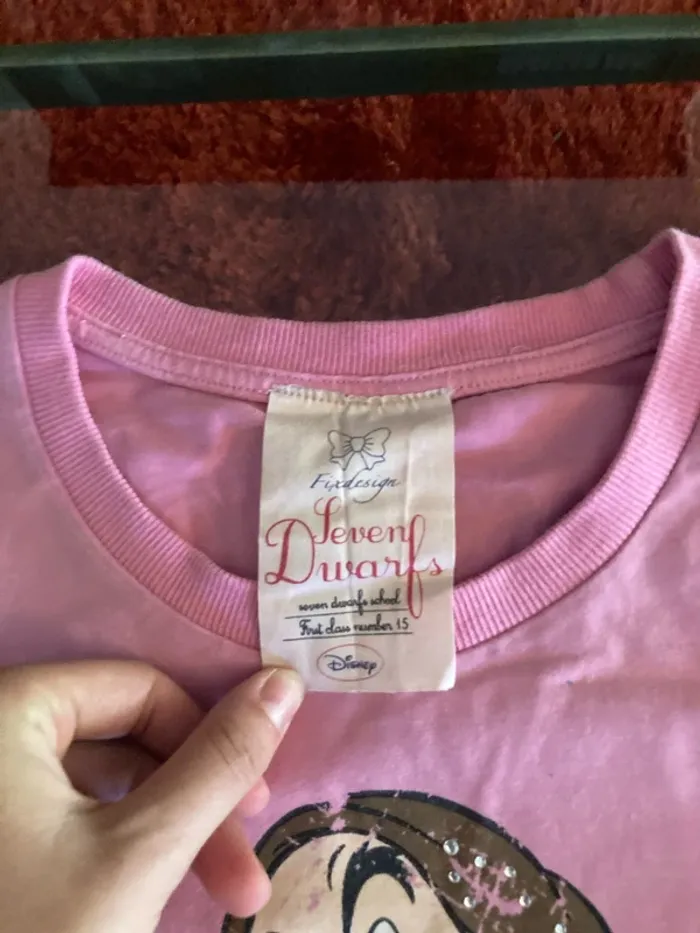 Fixdesign
Seven
Dwarfs
seven dwarfs school
First class number 15
Disney